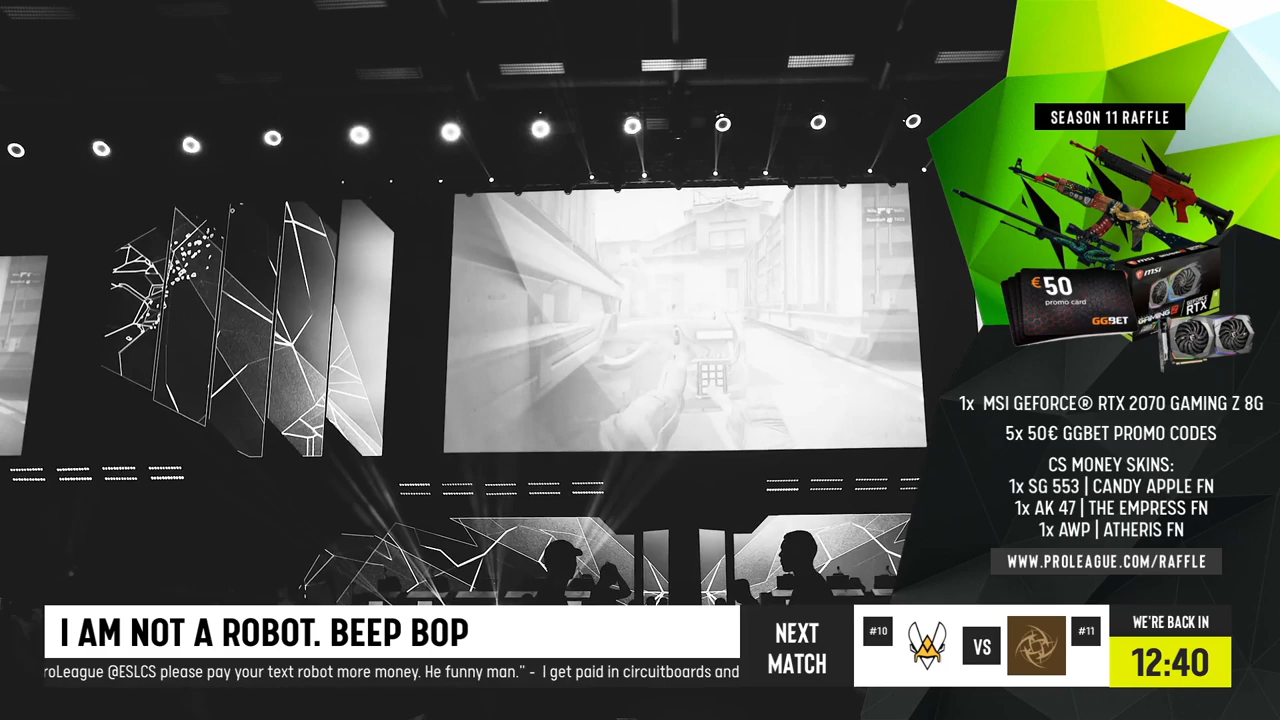 SEASON 11 RAFFLE
€50
promo card
GGBET
msi
GEFORCE
RTX
1x MSI GEFORCE® RTX 2070 GAMING Z 8G
5x 50€ GGBET PROMO CODES
CS MONEY SKINS:
1x SG 553 | CANDY APPLE FN
1x AK 47 | THE EMPRESS FN
1x AWP | ATHERIS FN
WWW.PROLEAGUE.COM/RAFFLE
I AM NOT A ROBOT. BEEP BOP
roLeague @ESLCS please pay your text robot more money. He funny man." - I get paid in circuitboards and
NEXT
MATCH
#10
VS
#11
WE'RE BACK IN
12:40